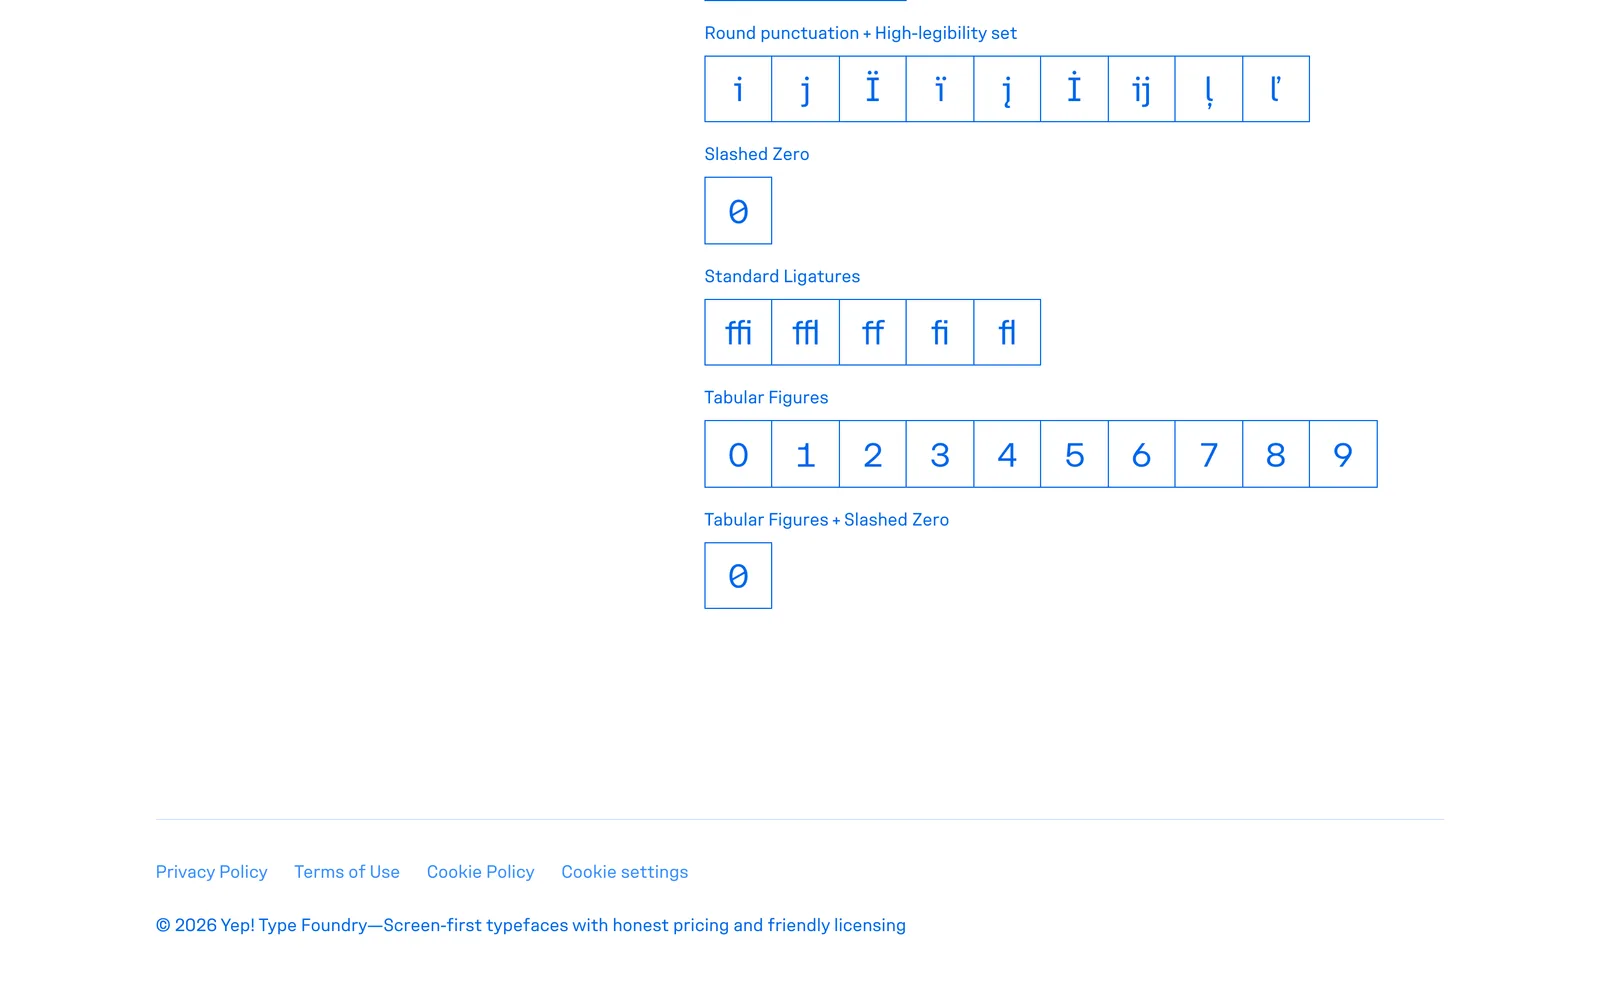 Round punctuation + High-legibility set
i j Ï ï į İ ij ļ ľ
Slashed Zero
0
Standard Ligatures
ffi ffl ff fi fl
Tabular Figures
0 1 2 3 4 5 6 7 8 9
Tabular Figures + Slashed Zero
0
Privacy Policy Terms of Use Cookie Policy Cookie settings
© 2026 Yep! Type Foundry—Screen-first typefaces with honest pricing and friendly licensing